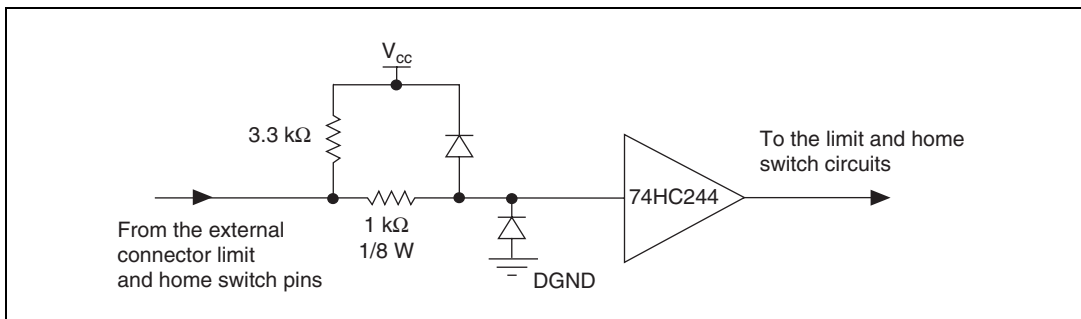 Vcc
3.3 kΩ
To the limit and home
switch circuits
74HC244
From the external
connector limit
and home switch pins
1 kΩ
1/8 W
DGND